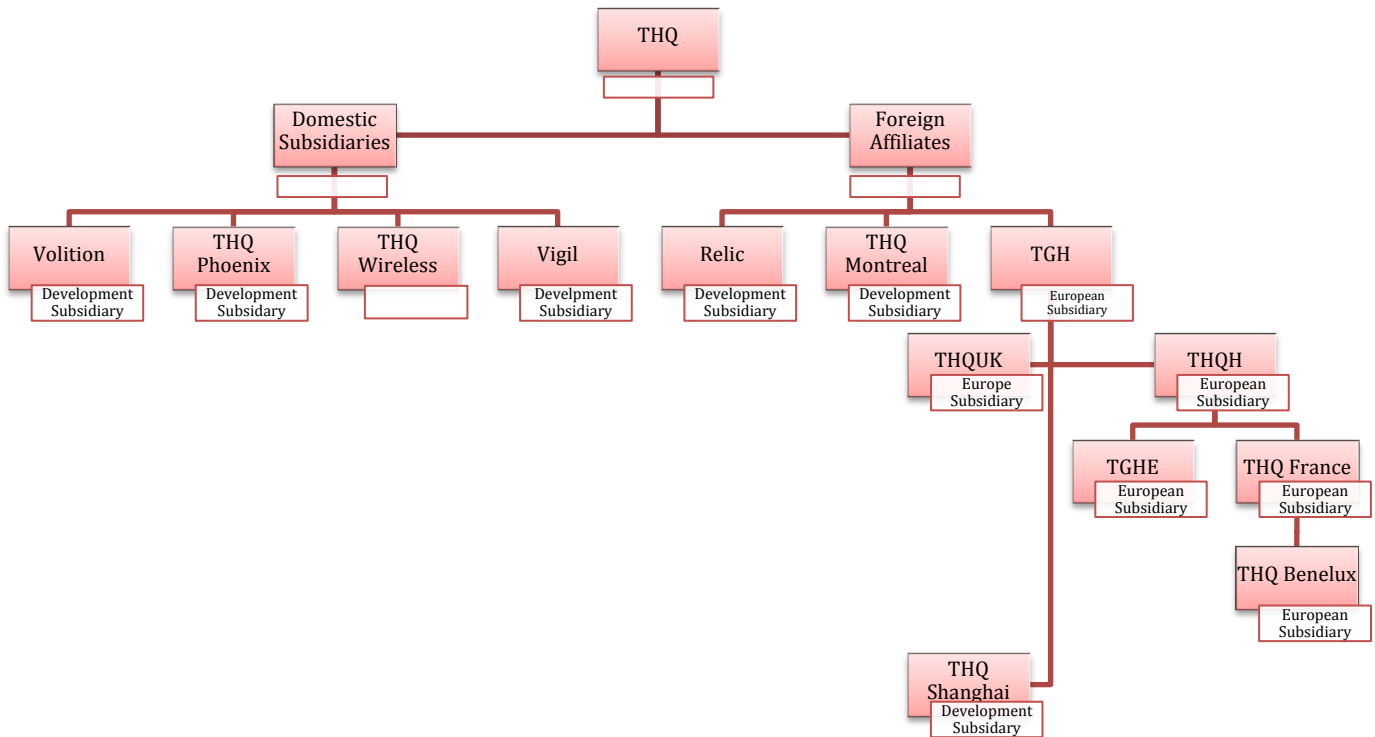 THQ
Domestic
Subsidiaries
Foreign
Affiliates
Volition
Development
Subsidiary
THQ
Phoenix
Development
Subsidary
THQ
Wireless
Vigil
Develpment
Subsidiary
Relic
Development
Subsidiary
THQ
Montreal
Development
Subsidiary
TGH
European
Subsidiary
THQUK
Europe
Subsidiary
THQH
European
Subsidiary
TGHE
European
Subsidiary
THQ France
European
Subsidiary
THQ Benelux
European
Subsidiary
THQ
Shanghai
Development
Subsidary